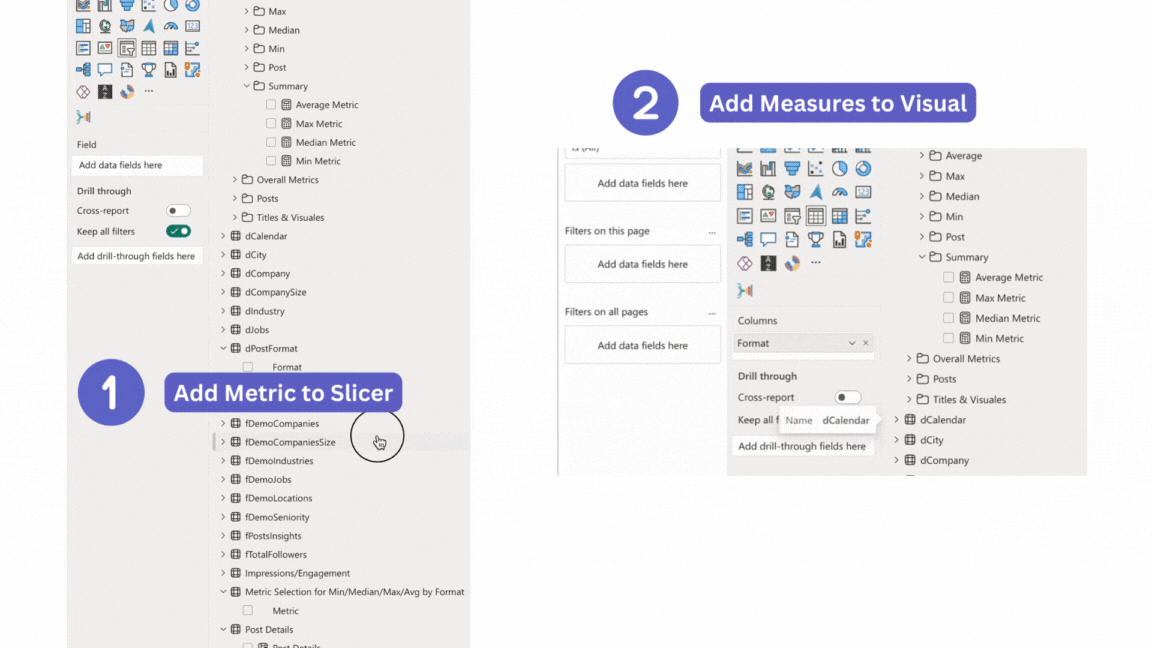 Max
Median
Min
Post
Summary
Average Metric
Max Metric
Median Metric
Min Metric
Field
Add data fields here
Drill through
Cross-report
Keep all filters
Add drill-through fields here
Overall Metrics
Posts
Titles & Visuales
dCalendar
dCity
dCompany
dCompanySize
dIndustry
dJobs
dPostFormat
Format
1
Add Metric to Slicer
fDemoCompanies
fDemoCompaniesSize
fDemoIndustries
fDemoJobs
fDemoLocations
fDemoSeniority
fPostsInsights
fTotalFollowers
Impressions/Engagement
Metric Selection for Min/Median/Max/Avg by Format
Metric
Post Details
Post Details
2
Add Measures to Visual
is (All)
Add data fields here
Filters on this page
Add data fields here
Filters on all pages
Add data fields here
Columns
Format
Drill through
Cross-report
Keep all f
Name dCalendar
Add drill-through fields here
Average
Max
Median
Min
Post
Summary
Average Metric
Max Metric
Median Metric
Min Metric
Overall Metrics
Posts
Titles & Visuales
dCalendar
dCity
dCompany